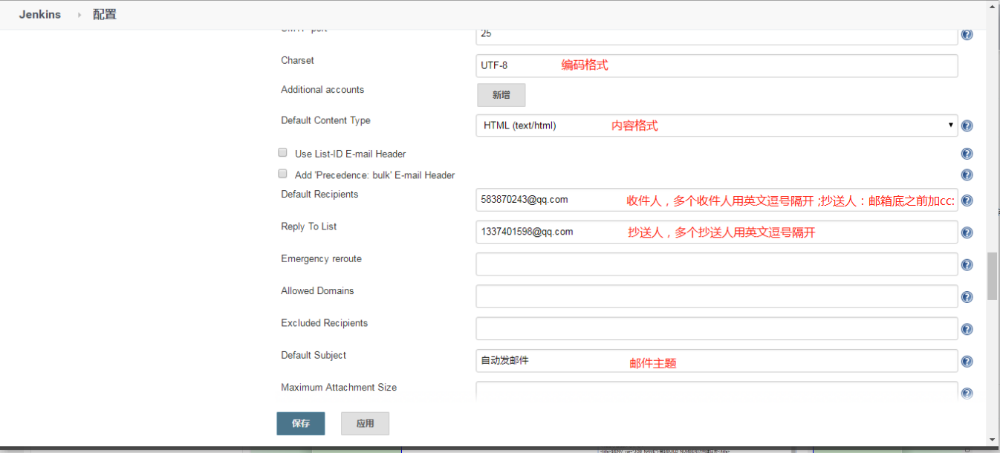 Jenkins 配置
SMTP port 25
Charset UTF-8 编码格式
Additional accounts 新增
Default Content Type HTML (text/html) 内容格式
Use List-ID E-mail Header
Add 'Precedence: bulk' E-mail Header
Default Recipients 583870243@qq.com 收件人，多个收件人用英文逗号隔开 ;抄送人：邮箱底之前加cc:
Reply To List 1337401598@qq.com 抄送人，多个抄送人用英文逗号隔开
Emergency reroute
Allowed Domains
Excluded Recipients
Default Subject 自动发邮件 邮件主题
Maximum Attachment Size
保存 应用